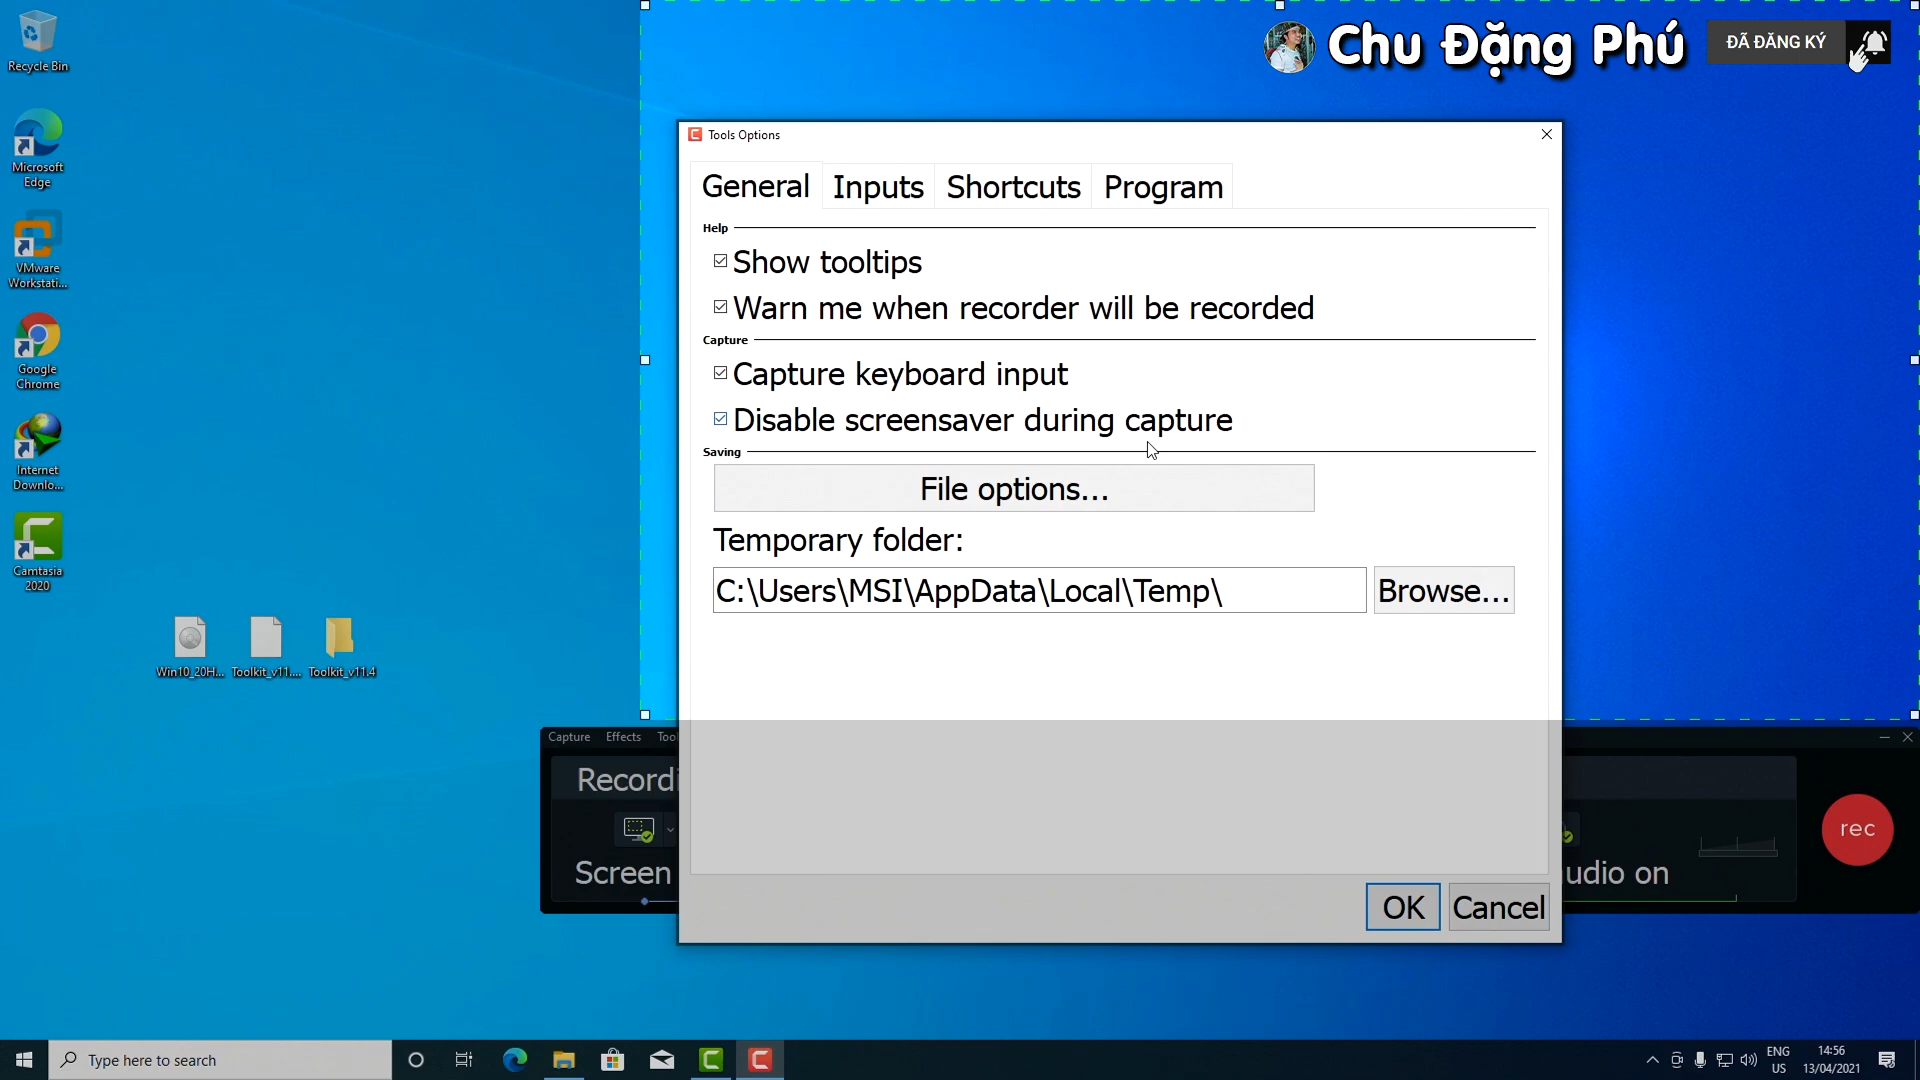 Recycle Bin
Microsoft
Edge
VMware
Workstati...
Google
Chrome
Internet
Downlo...
Camtasia
2020
Win10_20H...
Toolkit_v11....
Toolkit_v11.4
Chu Đặng Phú
ĐÃ ĐĂNG KÝ
Tools Options
General
Inputs
Shortcuts
Program
Help
Show tooltips
Warn me when recorder will be recorded
Capture
Capture keyboard input
Disable screensaver during capture
Saving
File options...
Temporary folder:
C:\Users\MSI\AppData\Local\Temp\
Browse...
OK
Cancel
Capture
Effects
Tool
Recordi
Screen
udio on
rec
Type here to search
ENG
US
14:56
13/04/2021